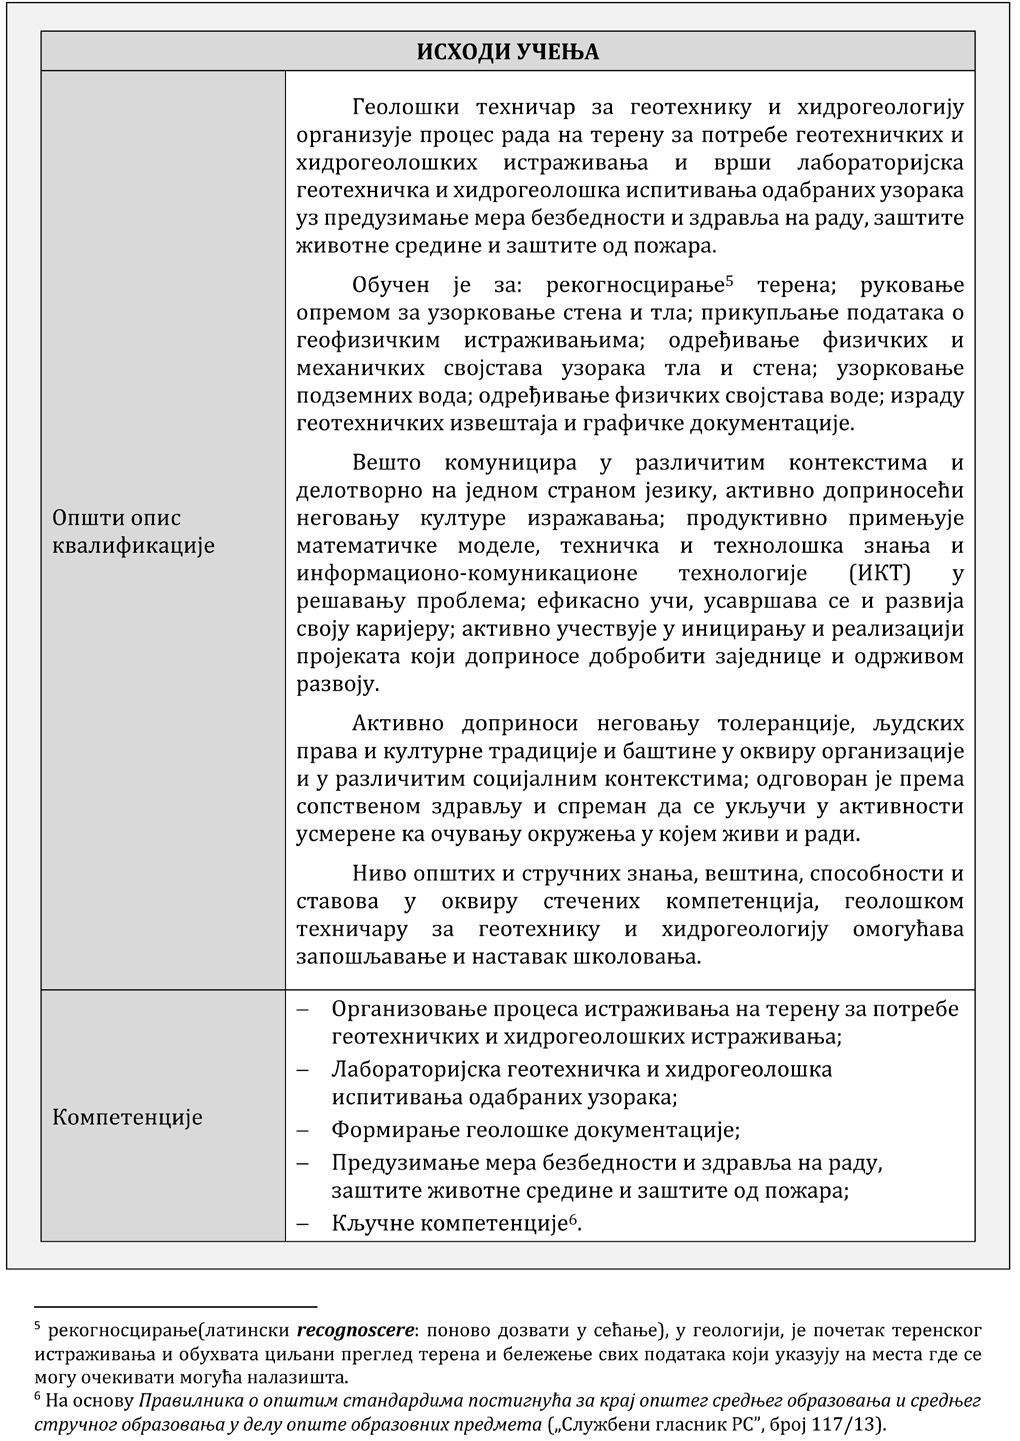 ИСХОДИ УЧЕЊА
Геолошки техничар за геотехнику и хидрогеологију
организује процес рада на терену за потребе геотехничких и
хидрогеолошких истраживања и врши лабораторијска
геотехничка и хидрогеолошка испитивања одабраних узорака
уз предузимање мера безбедности и здравља на раду, заштите
животне средине и заштите од пожара.
Обучен је за: рекогносцирање⁵ терена; руковање
опремом за узорковање стена и тла; прикупљање података о
геофизичким истраживањима; одређивање физичких и
механичких својстава узорака тла и стена; узорковање
подземних вода; одређивање физичких својстава воде; израду
геотехничких извештаја и графичке документације.
Вешто комуницира у различитим контекстима и
делотворно на једном страном језику, активно доприносећи
неговању културе изражавања; продуктивно примењује
математичке моделе, техничка и технолошка знања и
информационо-комуникационе технологије (ИКТ) у
решавању проблема; ефикасно учи, усавршава се и развија
своју каријеру; активно учествује у иницирању и реализацији
пројеката који доприносе добробити заједнице и одрживом
развоју.
Активно доприноси неговању толеранције, људских
права и културне традиције и баштине у оквиру организације
и у различитим социјалним контекстима; одговоран је према
сопственом здрављу и спреман да се укључи у активности
усмерене ка очувању окружења у којем живи и ради.
Ниво општих и стручних знања, вештина, способности и
ставова у оквиру стечених компетенција, геолошком
техничару за геотехнику и хидрогеологију омогућава
запошљавање и наставак школовања.
Општи опис
квалификације
– Организовање процеса истраживања на терену за потребе
геотехничких и хидрогеолошких истраживања;
– Лабораторијска геотехничка и хидрогеолошка
испитивања одабраних узорака;
– Формирање геолошке документације;
– Предузимање мера безбедности и здравља на раду,
заштите животне средине и заштите од пожара;
– Кључне компетенције⁶.
Компетенције
⁵ рекогносцирање(латински recognoscere: поново дозвати у сећање), у геологији, је почетак теренског
истраживања и обухвата циљани преглед терена и бележење свих података који указују на места где се
могу очекивати могућа налазишта.
⁶ На основу Правилника о општим стандардима постигнућа за крај општег средњег образовања и средњег
стручног образовања у делу опште образовних предмета („Службени гласник РС”, број 117/13).